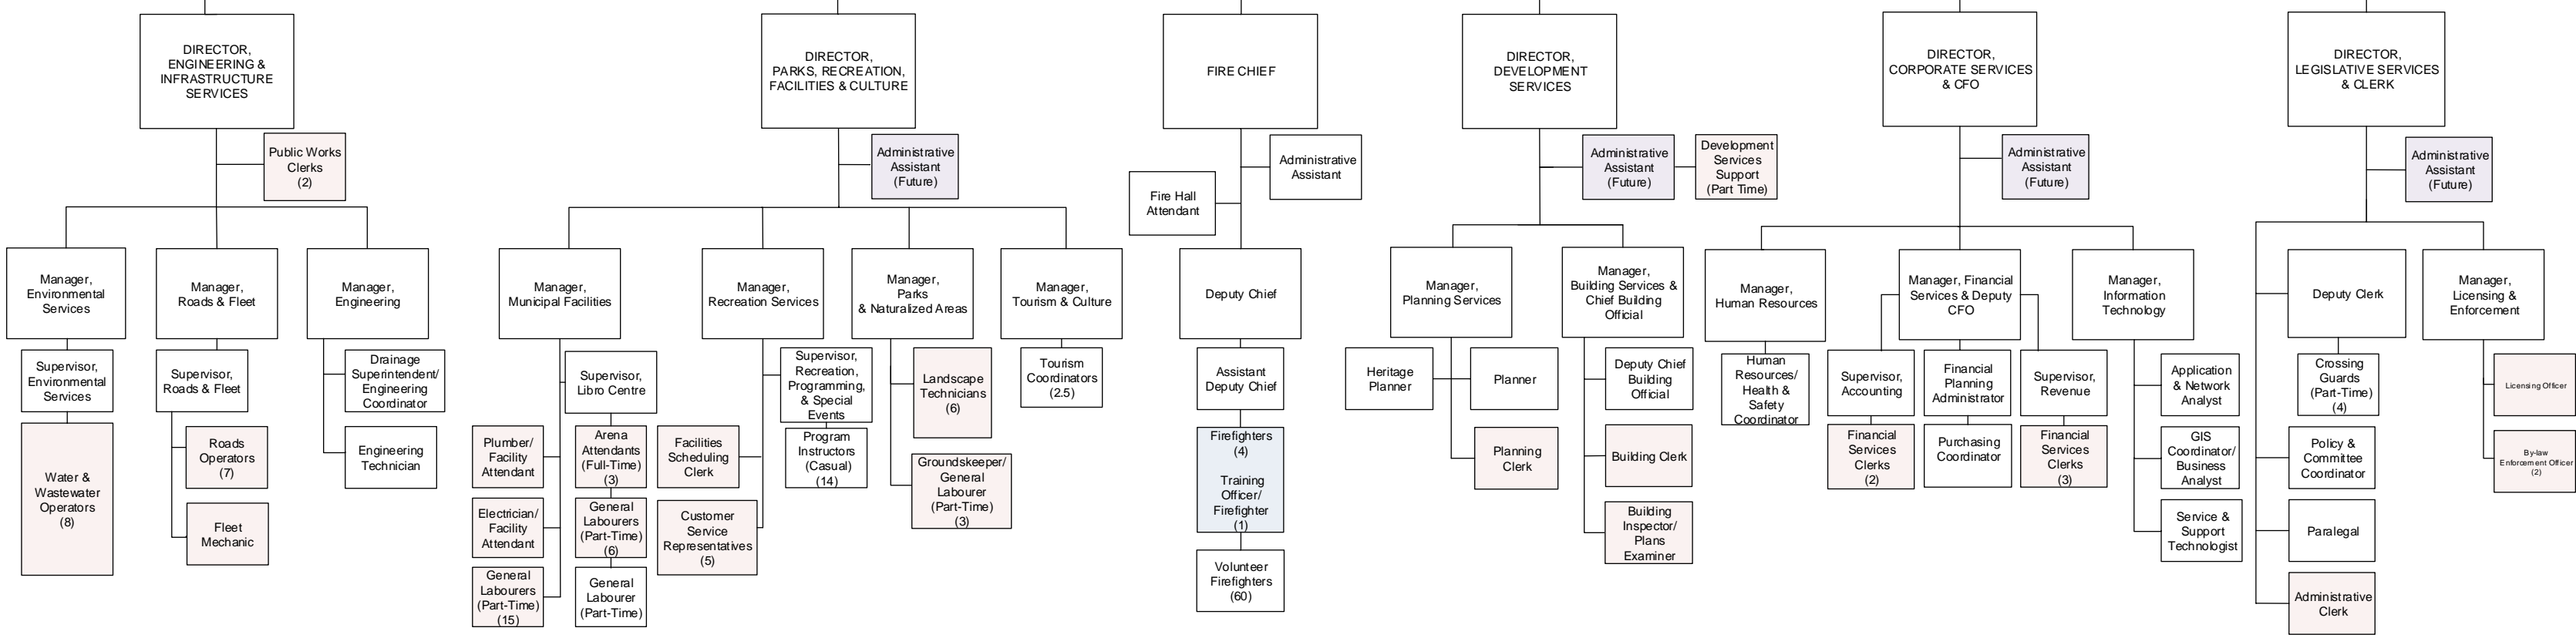 DIRECTOR,
ENGINEERING &
INFRASTRUCTURE
SERVICES
Public Works
Clerks
(2)
Manager,
Environmental
Services
Manager,
Roads & Fleet
Manager,
Engineering
Supervisor,
Environmental
Services
Water &
Wastewater
Operators
(8)
Supervisor,
Roads & Fleet
Roads
Operators
(7)
Fleet
Mechanic
Drainage
Superintendent/
Engineering
Coordinator
Engineering
Technician
DIRECTOR,
PARKS, RECREATION,
FACILITIES & CULTURE
Administrative
Assistant
(Future)
Manager,
Municipal Facilities
Manager,
Recreation Services
Manager,
Parks
& Naturalized Areas
Manager,
Tourism & Culture
Supervisor,
Libro Centre
Plumber/
Facility
Attendant
Electrician/
Facility
Attendant
General
Labourers
(Part-Time)
(15)
Arena
Attendants
(Full-Time)
(3)
General
Labourers
(Part-Time)
(6)
General
Labourer
(Part-Time)
Supervisor,
Recreation,
Programming,
& Special
Events
Program
Instructors
(Casual)
(14)
Facilities
Scheduling
Clerk
Customer
Service
Representatives
(5)
Landscape
Technicians
(6)
Groundskeeper/
General
Labourer
(Part-Time)
(3)
Tourism
Coordinators
(2.5)
FIRE CHIEF
Administrative
Assistant
Fire Hall
Attendant
Deputy Chief
Assistant
Deputy Chief
Firefighters
(4)
Training
Officer/
Firefighter
(1)
Volunteer
Firefighters
(60)
DIRECTOR,
DEVELOPMENT
SERVICES
Administrative
Assistant
(Future)
Development
Services
Support
(Part Time)
Manager,
Planning Services
Manager,
Building Services &
Chief Building
Official
Heritage
Planner
Planner
Planning
Clerk
Deputy Chief
Building
Official
Building Clerk
Building
Inspector/
Plans
Examiner
DIRECTOR,
CORPORATE SERVICES
& CFO
Administrative
Assistant
(Future)
Manager,
Human Resources
Manager, Financial
Services & Deputy
CFO
Manager,
Information
Technology
Human
Resources/
Health &
Safety
Coordinator
Supervisor,
Accounting
Financial
Services
Clerks
(2)
Financial
Planning
Administrator
Purchasing
Coordinator
Supervisor,
Revenue
Financial
Services
Clerks
(3)
Application
& Network
Analyst
GIS
Coordinator/
Business
Analyst
Service &
Support
Technologist
DIRECTOR,
LEGISLATIVE SERVICES
& CLERK
Administrative
Assistant
(Future)
Deputy Clerk
Manager,
Licensing &
Enforcement
Crossing
Guards
(Part-Time)
(4)
Policy &
Committee
Coordinator
Paralegal
Administrative
Clerk
Licensing Officer
By-law
Enforcement Officer
(2)